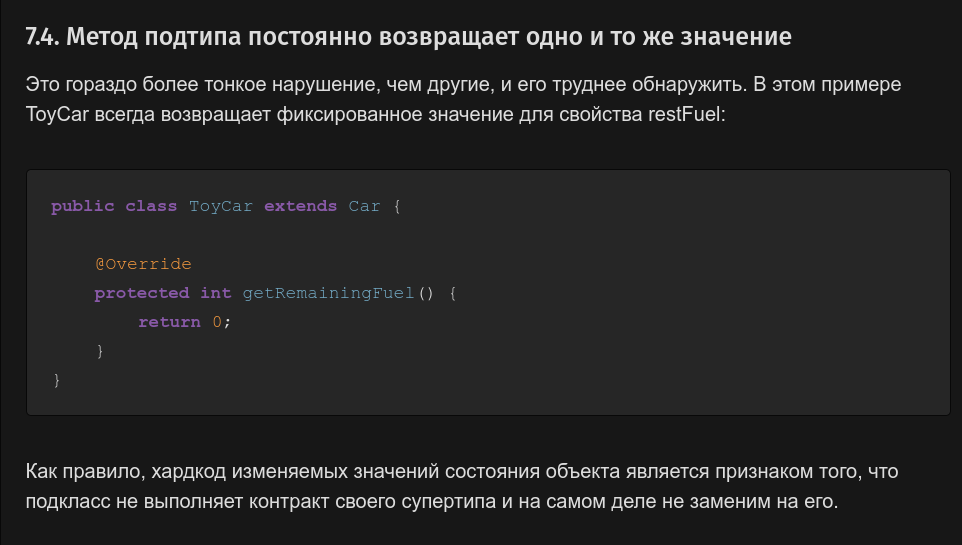 7.4. Метод подтипа постоянно возвращает одно и то же значение
Это гораздо более тонкое нарушение, чем другие, и его труднее обнаружить. В этом примере
ToyCar всегда возвращает фиксированное значение для свойства restFuel:
public class ToyCar extends Car {
    @Override
    protected int getRemainingFuel() {
        return 0;
    }
}
Как правило, хардкод изменяемых значений состояния объекта является признаком того, что
подкласс не выполняет контракт своего супертипа и на самом деле не заменим на его.